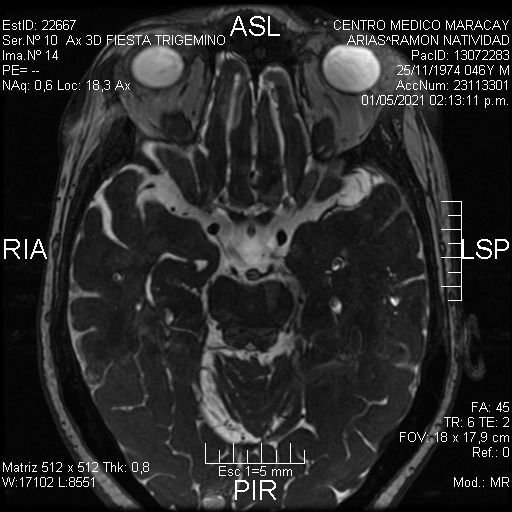 EstID: 22667
Ser.Nº 10 Ax 3D FIESTA TRIGEMINO
Ima.Nº 14
PE= --
NAq: 0,6 Loc: 18,3 Ax
ASL
CENTRO MEDICO MARACAY
ARIAS^RAMON NATIVIDAD
PacID: 13072283
25/11/1974 046Y M
AccNum: 23113301
01/05/2021 02:13:11 p.m.
RIA
LSP
FA: 45
TR: 6 TE: 2
FOV: 18 x 17,9 cm
Ref.: 0
Matriz 512 x 512 Thk: 0,8
W:17102 L:8551
Esc 1=5 mm
PIR
Mod.: MR